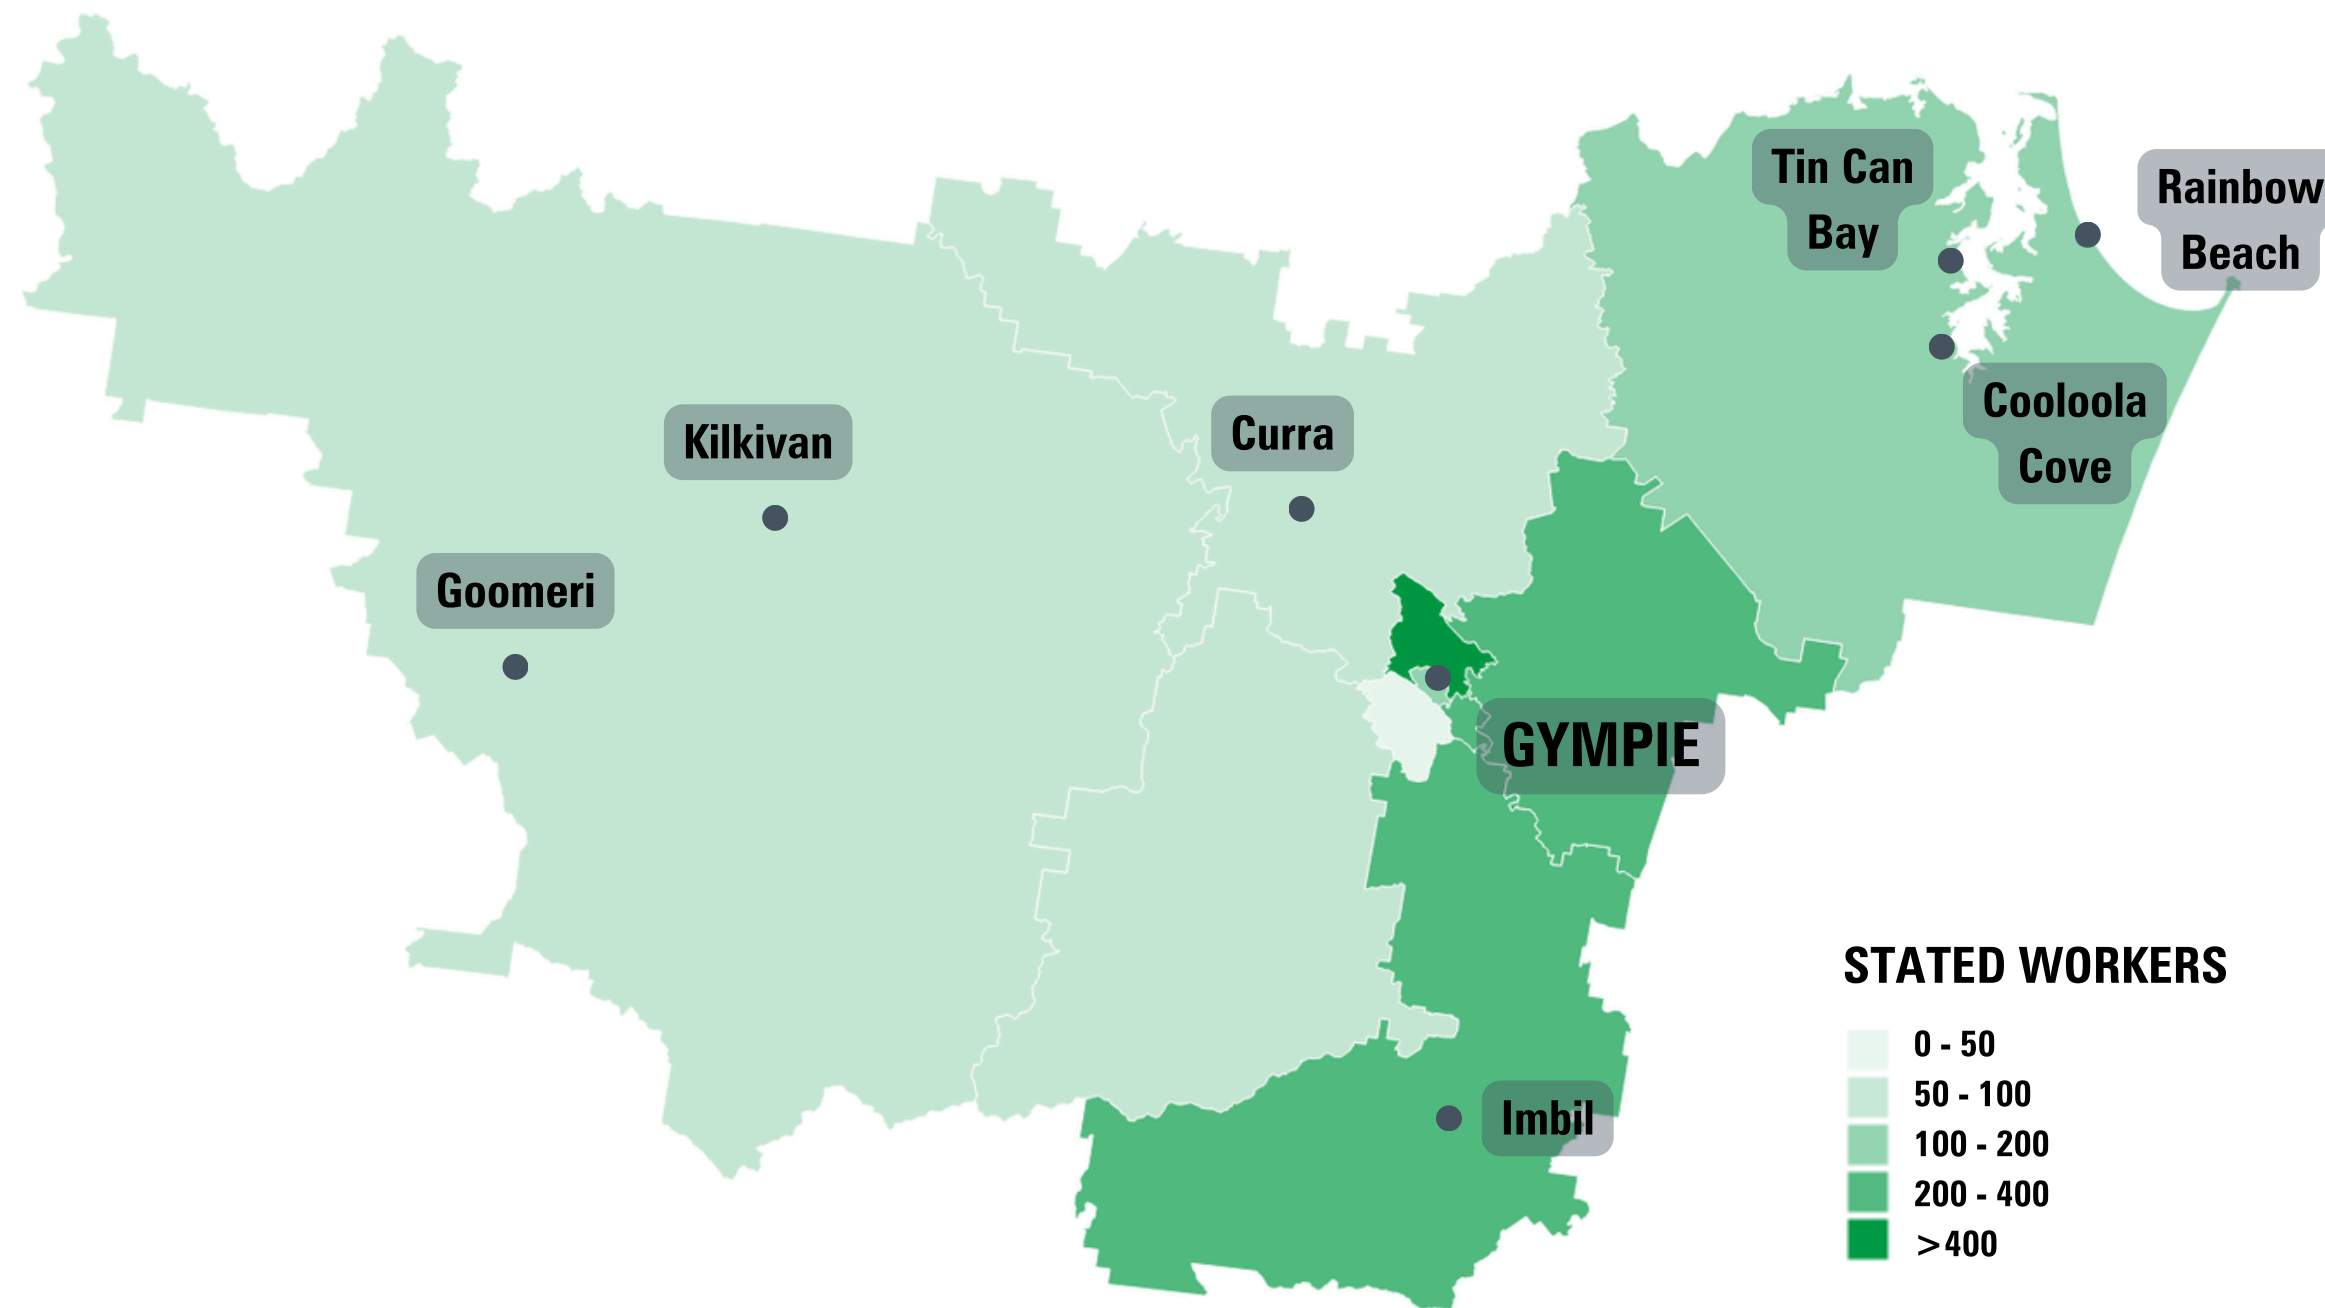 Tin Can
Bay
Rainbow
Beach
Kilkivan
Curra
Cooloola
Cove
Goomeri
GYMPIE
Imbil
STATED WORKERS
0 - 50
50 - 100
100 - 200
200 - 400
>400